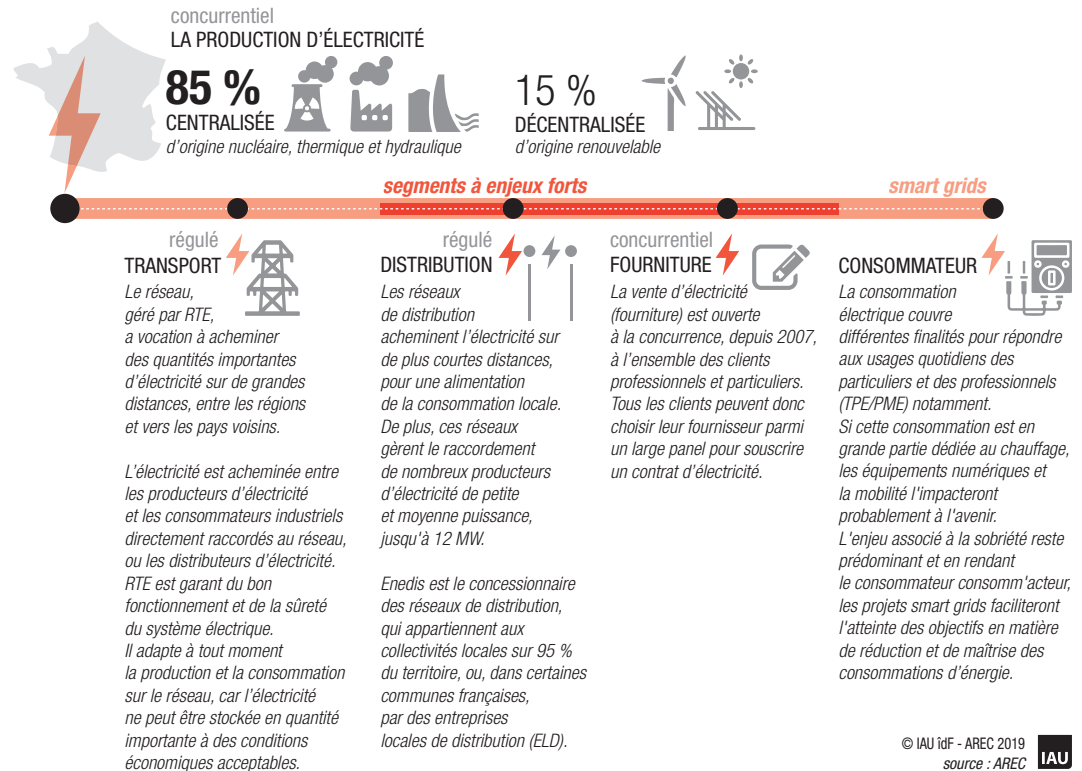 concurrentiel
LA PRODUCTION D’ÉLECTRICITÉ
85 %
CENTRALISÉE
d’origine nucléaire, thermique et hydraulique
15 %
DÉCENTRALISÉE
d’origine renouvelable
segments à enjeux forts
smart grids
régulé
TRANSPORT
Le réseau,
géré par RTE,
a vocation à acheminer
des quantités importantes
d’électricité sur de grandes
distances, entre les régions
et vers les pays voisins.
L’électricité est acheminée entre
les producteurs d’électricité
et les consommateurs industriels
directement raccordés au réseau,
ou les distributeurs d’électricité.
RTE est garant du bon
fonctionnement et de la sûreté
du système électrique.
Il adapte à tout moment
la production et la consommation
sur le réseau, car l’électricité
ne peut être stockée en quantité
importante à des conditions
économiques acceptables.
régulé
DISTRIBUTION
Les réseaux
de distribution
acheminent l’électricité sur
de plus courtes distances,
pour une alimentation
de la consommation locale.
De plus, ces réseaux
gèrent le raccordement
de nombreux producteurs
d’électricité de petite
et moyenne puissance,
jusqu'à 12 MW.
Enedis est le concessionnaire
des réseaux de distribution,
qui appartiennent aux
collectivités locales sur 95 %
du territoire, ou, dans certaines
communes françaises,
par des entreprises
locales de distribution (ELD).
concurrentiel
FOURNITURE
La vente d’électricité
(fourniture) est ouverte
à la concurrence, depuis 2007,
à l’ensemble des clients
professionnels et particuliers.
Tous les clients peuvent donc
choisir leur fournisseur parmi
un large panel pour souscrire
un contrat d’électricité.
CONSOMMATEUR
La consommation
électrique couvre
différentes finalités pour répondre
aux usages quotidiens des
particuliers et des professionnels
(TPE/PME) notamment.
Si cette consommation est en
grande partie dédiée au chauffage,
les équipements numériques et
la mobilité l'impacteront
probablement à l'avenir.
L'enjeu associé à la sobriété reste
prédominant et en rendant
le consommateur consomm'acteur,
les projets smart grids faciliteront
l'atteinte des objectifs en matière
de réduction et de maîtrise des
consommations d’énergie.
© IAU îdF - AREC 2019
source : AREC
IAU